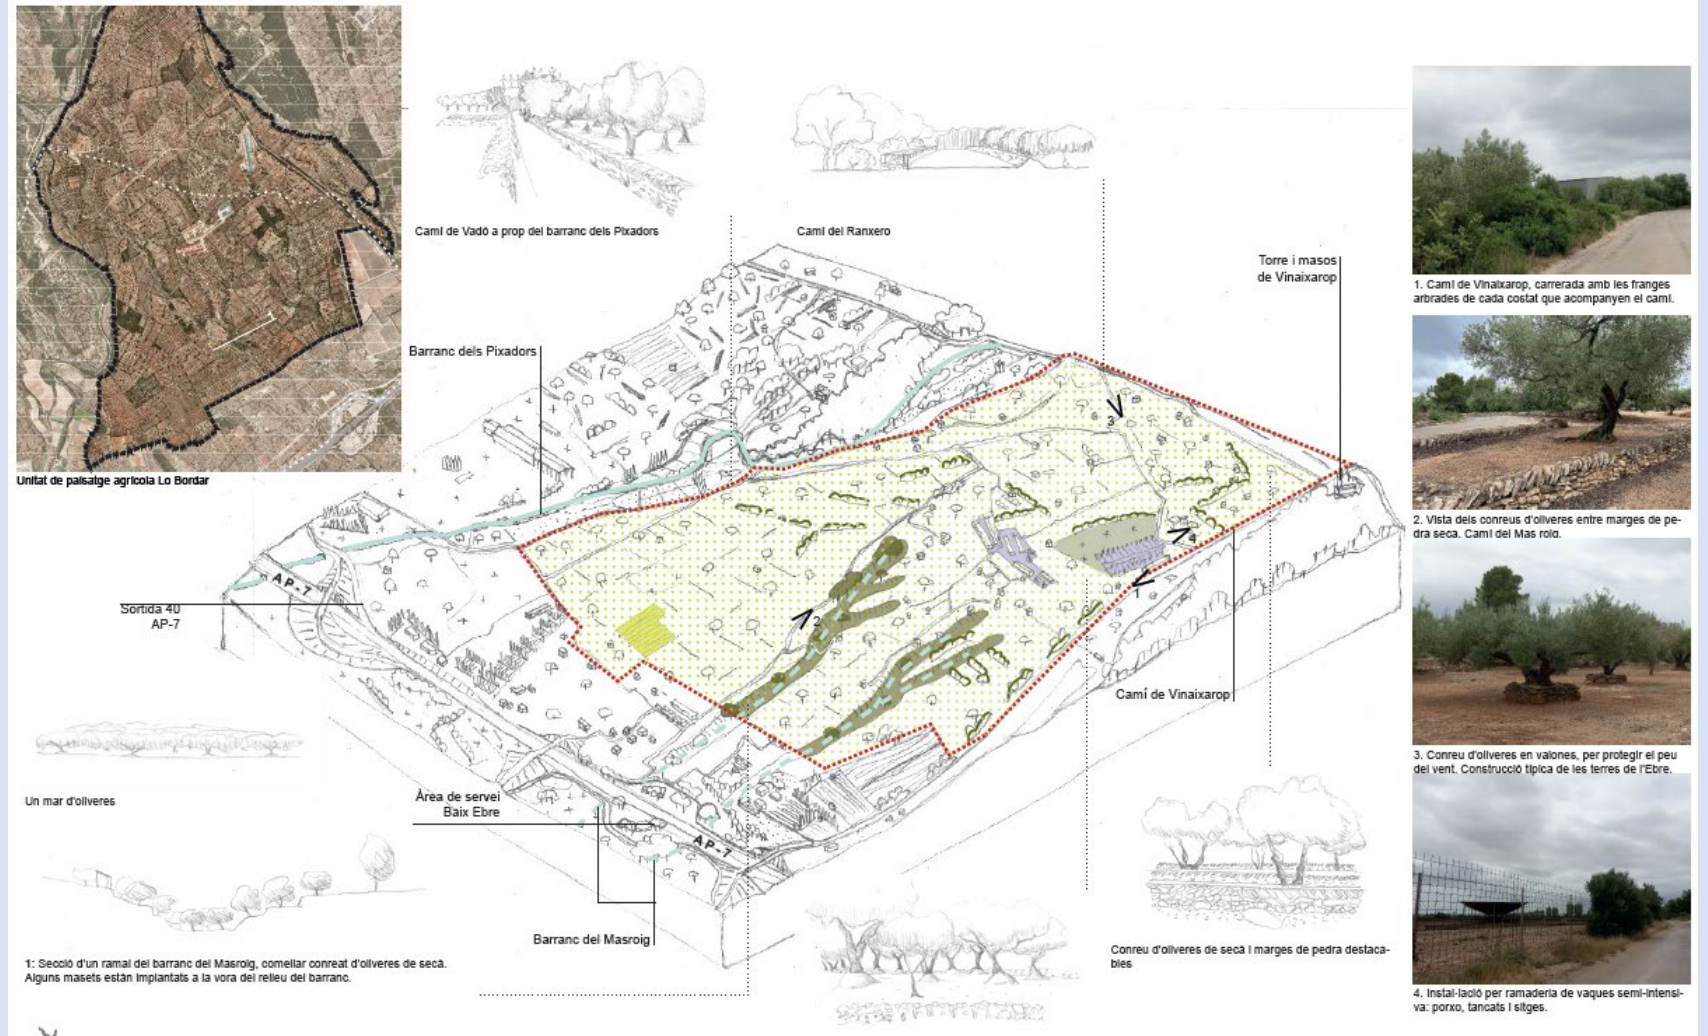 Unitat de paisatge agrícola Lo Bordar
Camí de Vadó a prop del barranc dels Pixadors
Camí del Ranxero
Torre i masos
de Vinaixarop
Barranc dels Pixadors
AP-7
Sortida 40
AP-7
3
4
1
2
Camí de Vinaixarop
Un mar d'oliveres
Àrea de servei
Baix Ebre
AP-7
Barranc del Masroig
1: Secció d'un ramal del barranc del Masroig, comellar conreat d'oliveres de secà.
Alguns masets están implantats a la vora del relleu del barranc.
Conreu d'oliveres de secà i marges de pedra destaca-
bles
1. Camí de Vinaixarop, carrerada amb les franges
arbrades de cada costat que acompanyen el camí.
2. Vista dels conreus d'oliveres entre marges de pe-
dra seca. Camí del Mas roig.
3. Conreu d'oliveres en valones, per protegir el peu
del vent. Construcció típica de les terres de l'Ebre.
4. Instal·lació per ramaderia de vaques semi-intensi-
va: porxo, tancats i sitges.